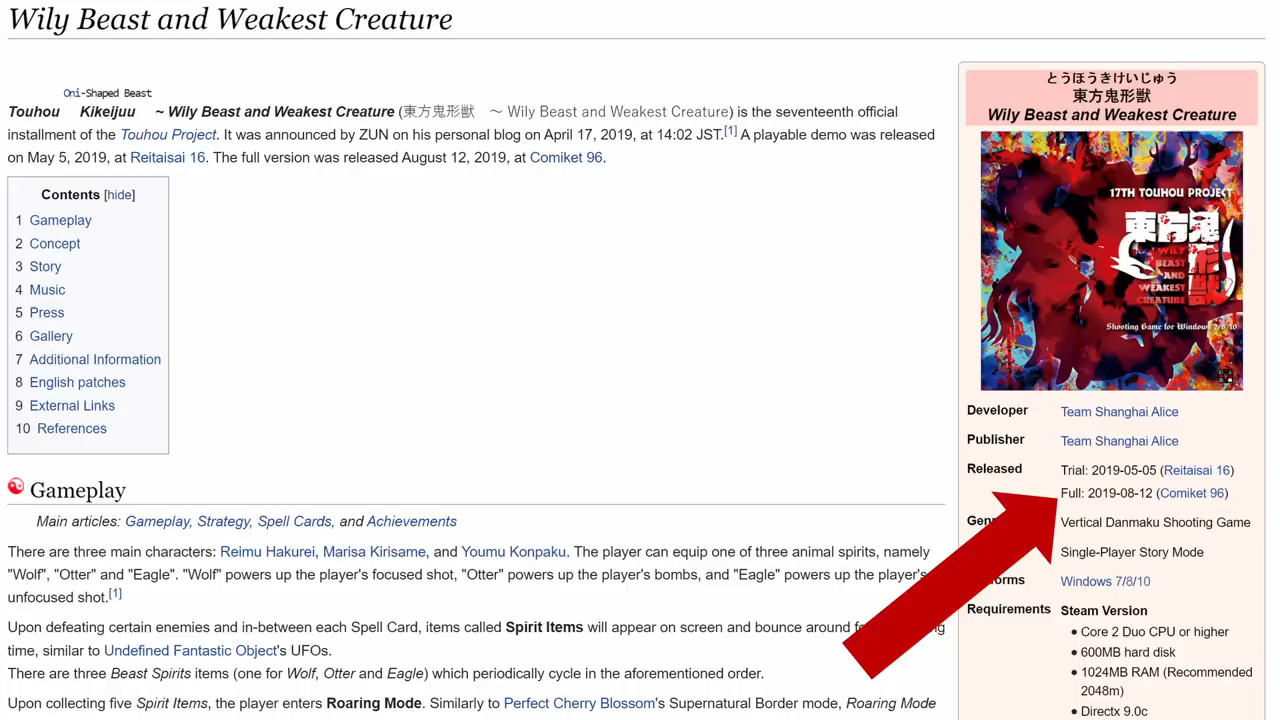 Wily Beast and Weakest Creature
Oni-Shaped Beast
Touhou Kikeijuu ~ Wily Beast and Weakest Creature (東方鬼形獣　～ Wily Beast and Weakest Creature) is the seventeenth official
installment of the Touhou Project. It was announced by ZUN on his personal blog on April 17, 2019, at 14:02 JST.[1] A playable demo was released
on May 5, 2019, at Reitaisai 16. The full version was released August 12, 2019, at Comiket 96.
Contents [hide]
1 Gameplay
2 Concept
3 Story
4 Music
5 Press
6 Gallery
7 Additional Information
8 English patches
9 External Links
10 References
Gameplay
Main articles: Gameplay, Strategy, Spell Cards, and Achievements
There are three main characters: Reimu Hakurei, Marisa Kirisame, and Youmu Konpaku. The player can equip one of three animal spirits, namely
"Wolf", "Otter" and "Eagle". "Wolf" powers up the player's focused shot, "Otter" powers up the player's bombs, and "Eagle" powers up the player's
unfocused shot.[1]
Upon defeating certain enemies and in-between each Spell Card, items called Spirit Items will appear on screen and bounce around
time, similar to Undefined Fantastic Object's UFOs.
There are three Beast Spirits items (one for Wolf, Otter and Eagle) which periodically cycle in the aforementioned order.
Upon collecting five Spirit Items, the player enters Roaring Mode. Similarly to Perfect Cherry Blossom's Supernatural Border mode, Roaring Mode
とうほうきけいじゅう
東方鬼形獣
Wily Beast and Weakest Creature
17TH TOUHOU PROJECT
東方鬼
形獣
WILY
BEAST
AND
WEAKEST
CREATURE
Shooting Game for Windows 7/8/10
Developer Team Shanghai Alice
Publisher Team Shanghai Alice
Released Trial: 2019-05-05 (Reitaisai 16)
Full: 2019-08-12 (Comiket 96)
Vertical Danmaku Shooting Game
Single-Player Story Mode
Windows 7/8/10
Requirements Steam Version
• Core 2 Duo CPU or higher
• 600MB hard disk
• 1024MB RAM (Recommended
2048m)
• Directx 9.0c